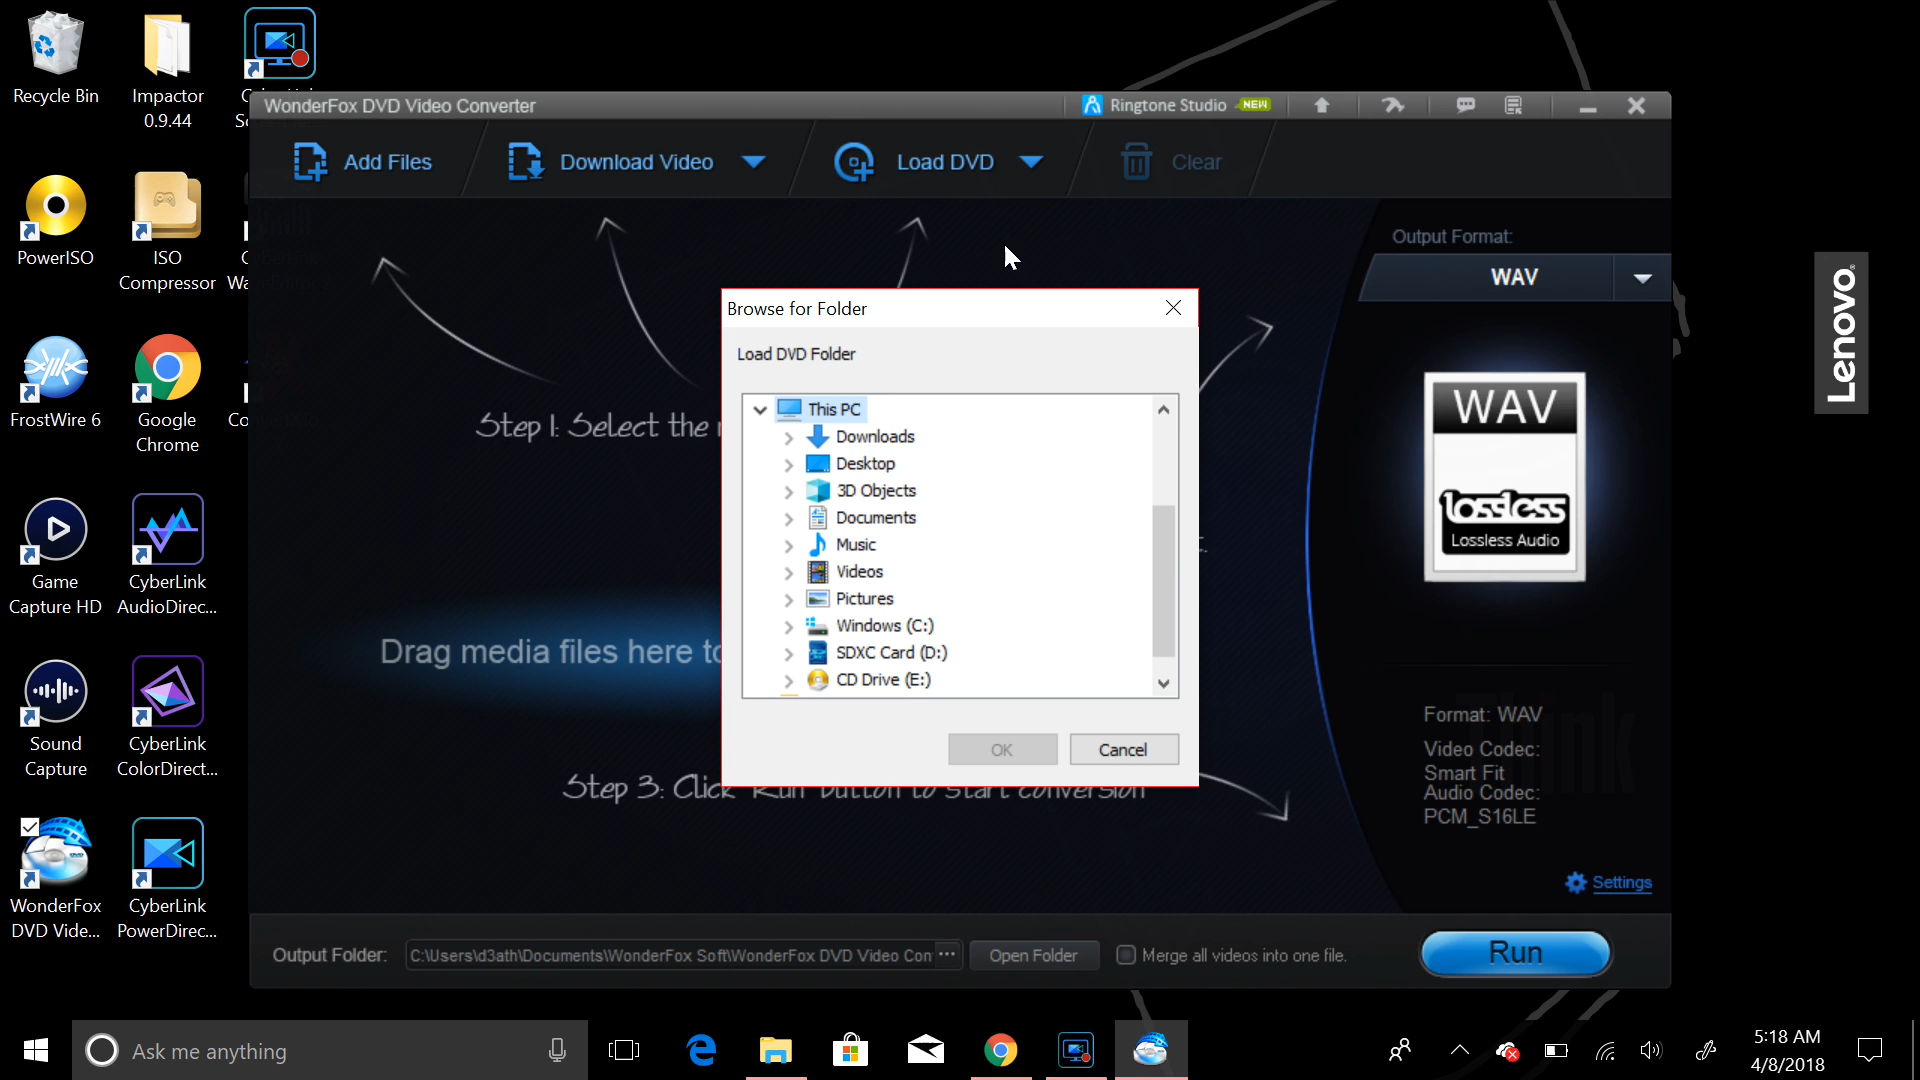 Recycle Bin
Impactor
0.9.44
PowerISO
ISO
Compressor
FrostWire 6
Google
Chrome
Game
Capture HD
CyberLink
AudioDirec...
Sound
Capture
CyberLink
ColorDirect...
WonderFox
DVD Vide...
CyberLink
PowerDirec...
WonderFox DVD Video Converter
Ringtone Studio
NEW
Add Files
Download Video
Load DVD
Clear
Output Format:
WAV
Step 1: Select the
Drag media files here to
Step 3: Click "Run" button to start conversion
Browse for Folder
Load DVD Folder
This PC
Downloads
Desktop
3D Objects
Documents
Music
Videos
Pictures
Windows (C:)
SDXC Card (D:)
CD Drive (E:)
OK
Cancel
WAV
lossless
Lossless Audio
Format: WAV
Video Codec:
Smart Fit
Audio Codec:
PCM_S16LE
Settings
Output Folder:
C:\Users\d3ath\Documents\WonderFox Soft\WonderFox DVD Video Con
...
Open Folder
Merge all videos into one file.
Run
Lenovo
Ask me anything
5:18 AM
4/8/2018